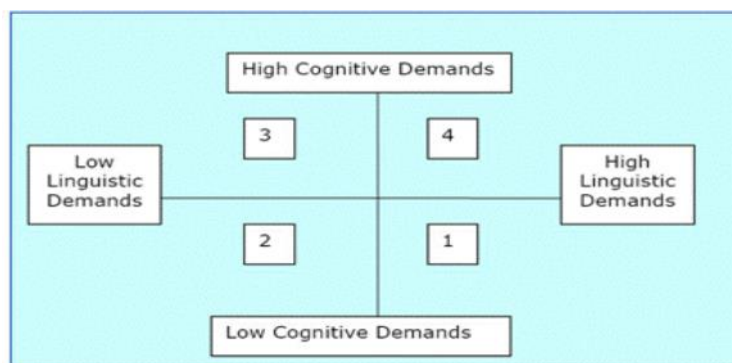 High Cognitive Demands
3
4
Low
Linguistic
Demands
High
Linguistic
Demands
2
1
Low Cognitive Demands